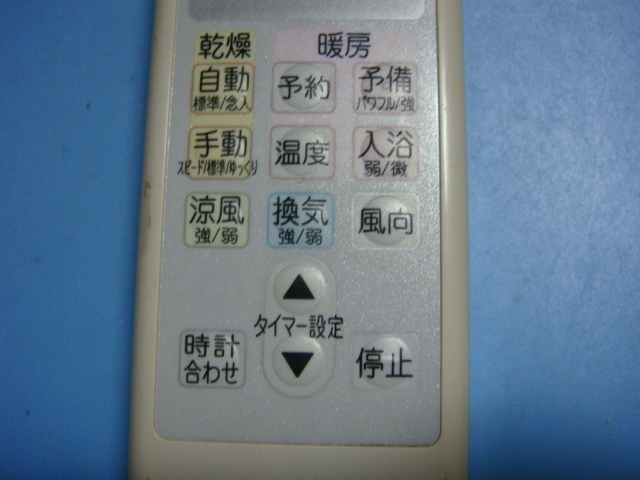 乾燥 暖房
自動 予約 予備
標準/念入 パワフル/強
手動 温度 入浴
スピード/標準/ゆっくり 弱/微
涼風 換気 風向
強/弱 強/弱
▲
タイマー設定
▼
時計
合わせ
停止